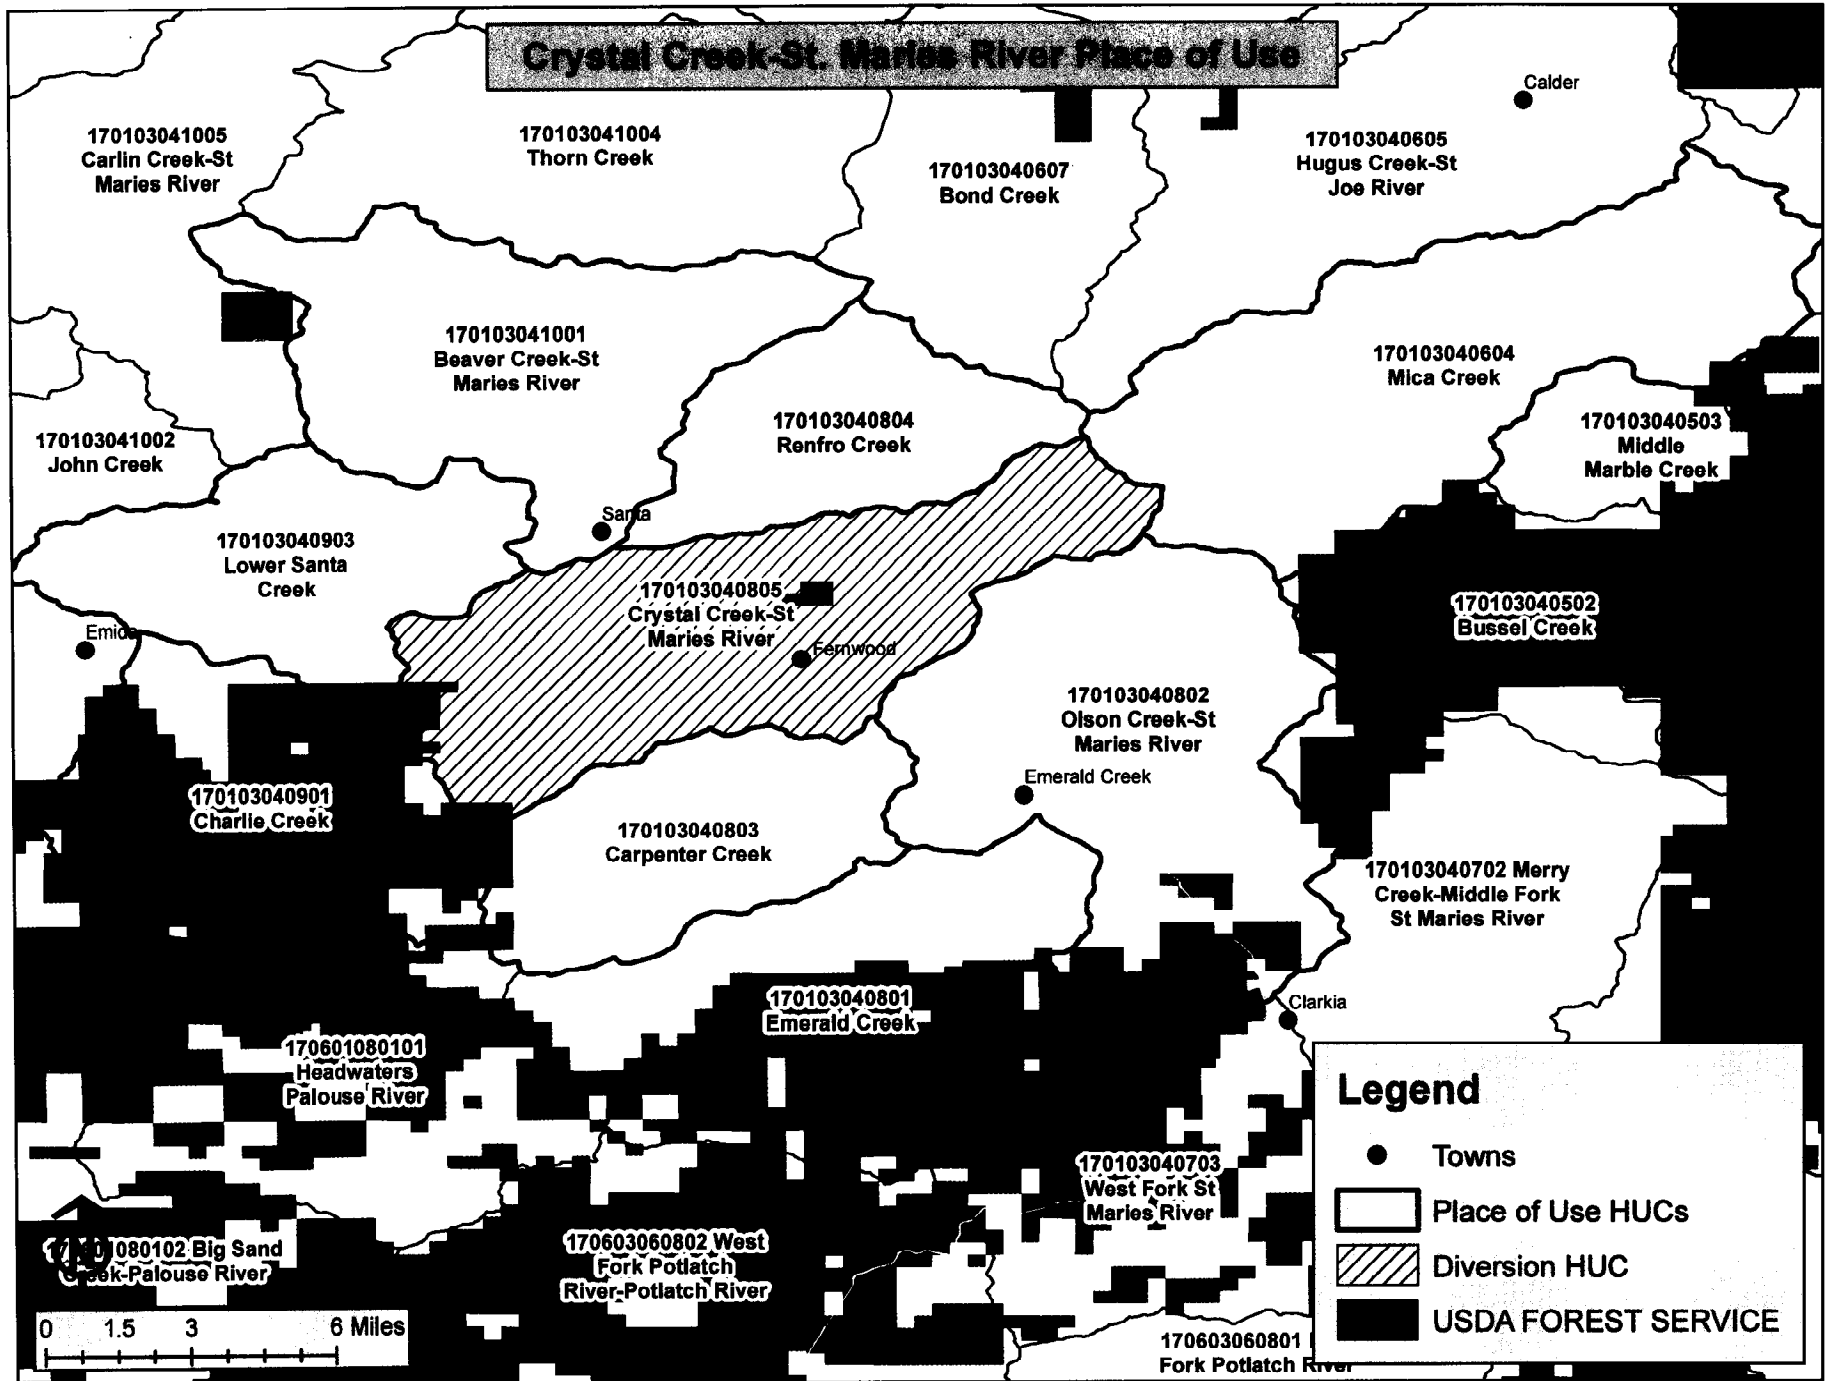 Crystal Creek-St. Maries River Place of Use
Calder
170103041005
Carlin Creek-St
Maries River
170103041004
Thorn Creek
170103040607
Bond Creek
170103040605
Hugus Creek-St
Joe River
170103041001
Beaver Creek-St
Maries River
170103040604
Mica Creek
170103041002
John Creek
170103040804
Renfro Creek
170103040503
Middle
Marble Creek
Santa
170103040903
Lower Santa
Creek
170103040805
Crystal Creek-St
Maries River
170103040502
Bussel Creek
Emida
Fernwood
170103040802
Olson Creek-St
Maries River
Emerald Creek
170103040901
Charlie Creek
170103040803
Carpenter Creek
170103040702 Merry
Creek-Middle Fork
St Maries River
170103040801
Emerald Creek
Clarkia
170601080101
Headwaters
Palouse River
170103040703
West Fork St
Maries River
Big Sand
Creek-Palouse River
170603060802 West
Fork Potlatch
River-Potlatch River
170603060801
Fork Potlatch River
Legend
Towns
Place of Use HUCs
Diversion HUC
USDA FOREST SERVICE
0 1.5 3 6 Miles